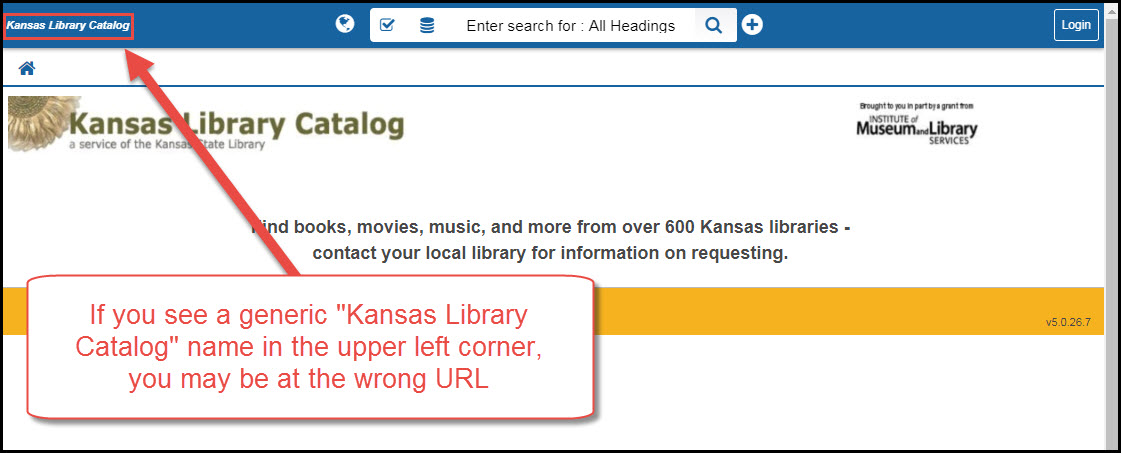 Kansas Library Catalog
Enter search for : All Headings
Login
Kansas Library Catalog
a service of the Kansas State Library
Brought to you in part by a grant from
INSTITUTE of
Museum and Library
SERVICES
Find books, movies, music, and more from over 600 Kansas libraries -
contact your local library for information on requesting.
v5.0.26.7
If you see a generic "Kansas Library
Catalog" name in the upper left corner,
you may be at the wrong URL